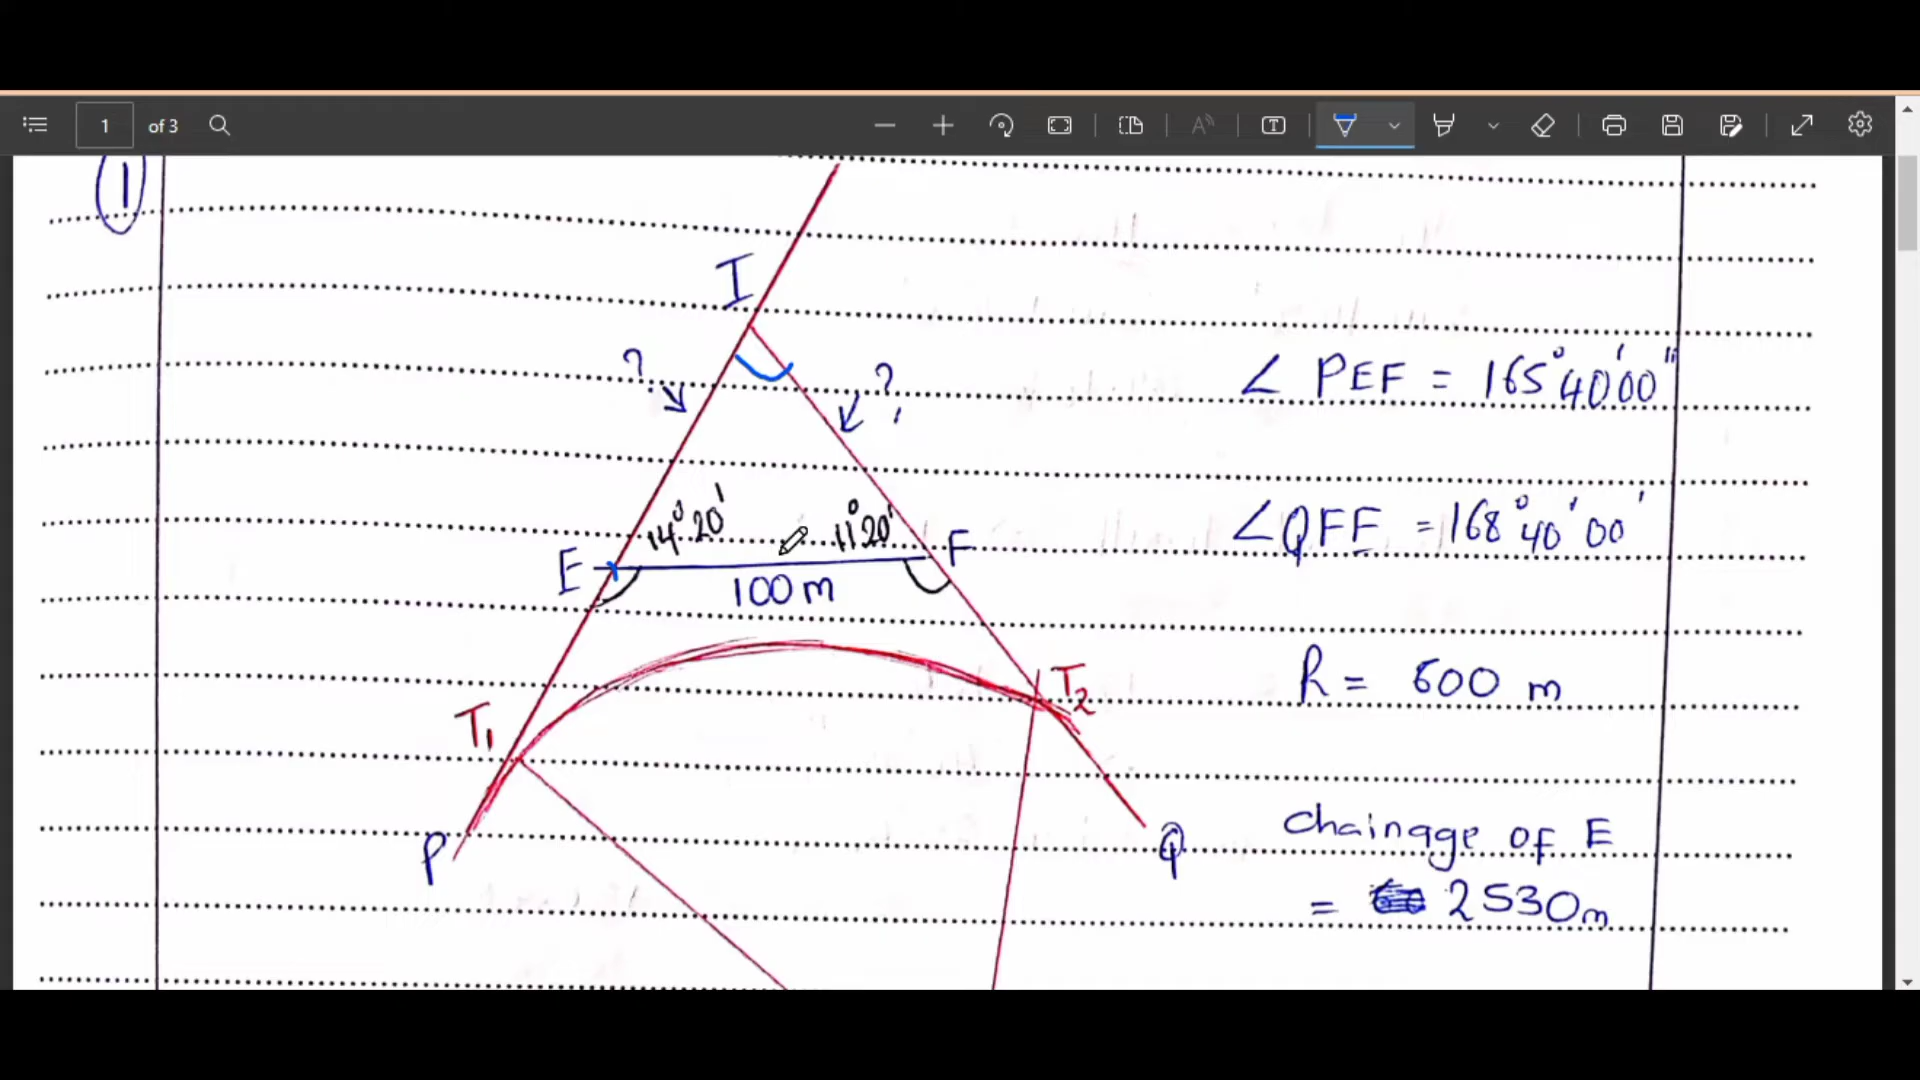 1 of 3
1
I
?
?
∠ PEF = 165°40'00"
14°20'
11°20'
∠QFE = 168°40'00'
E
F
100 m
R = 600 m
T1
T2
P
Q
chainage of E
= 2530m